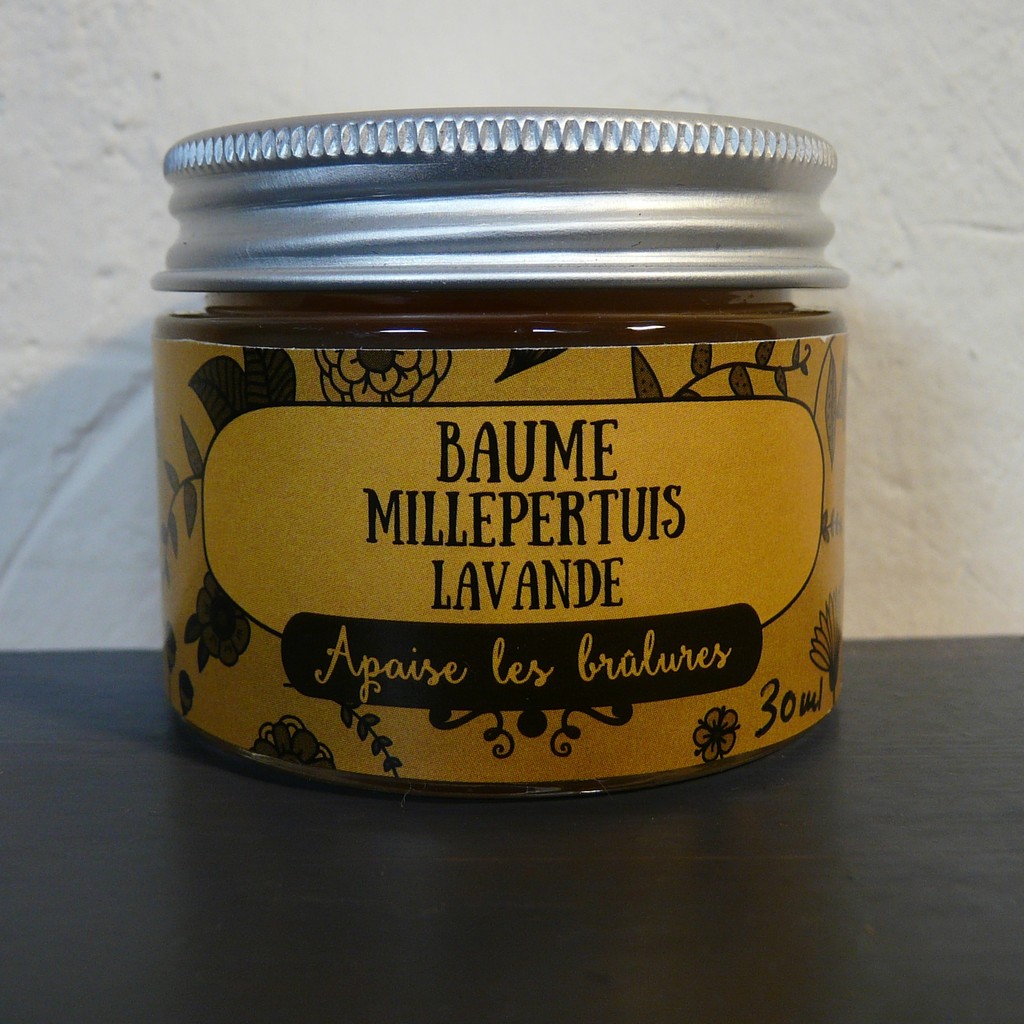 BAUME
MILLEPERTUIS
LAVANDE
Apaise les brûlures
30ml